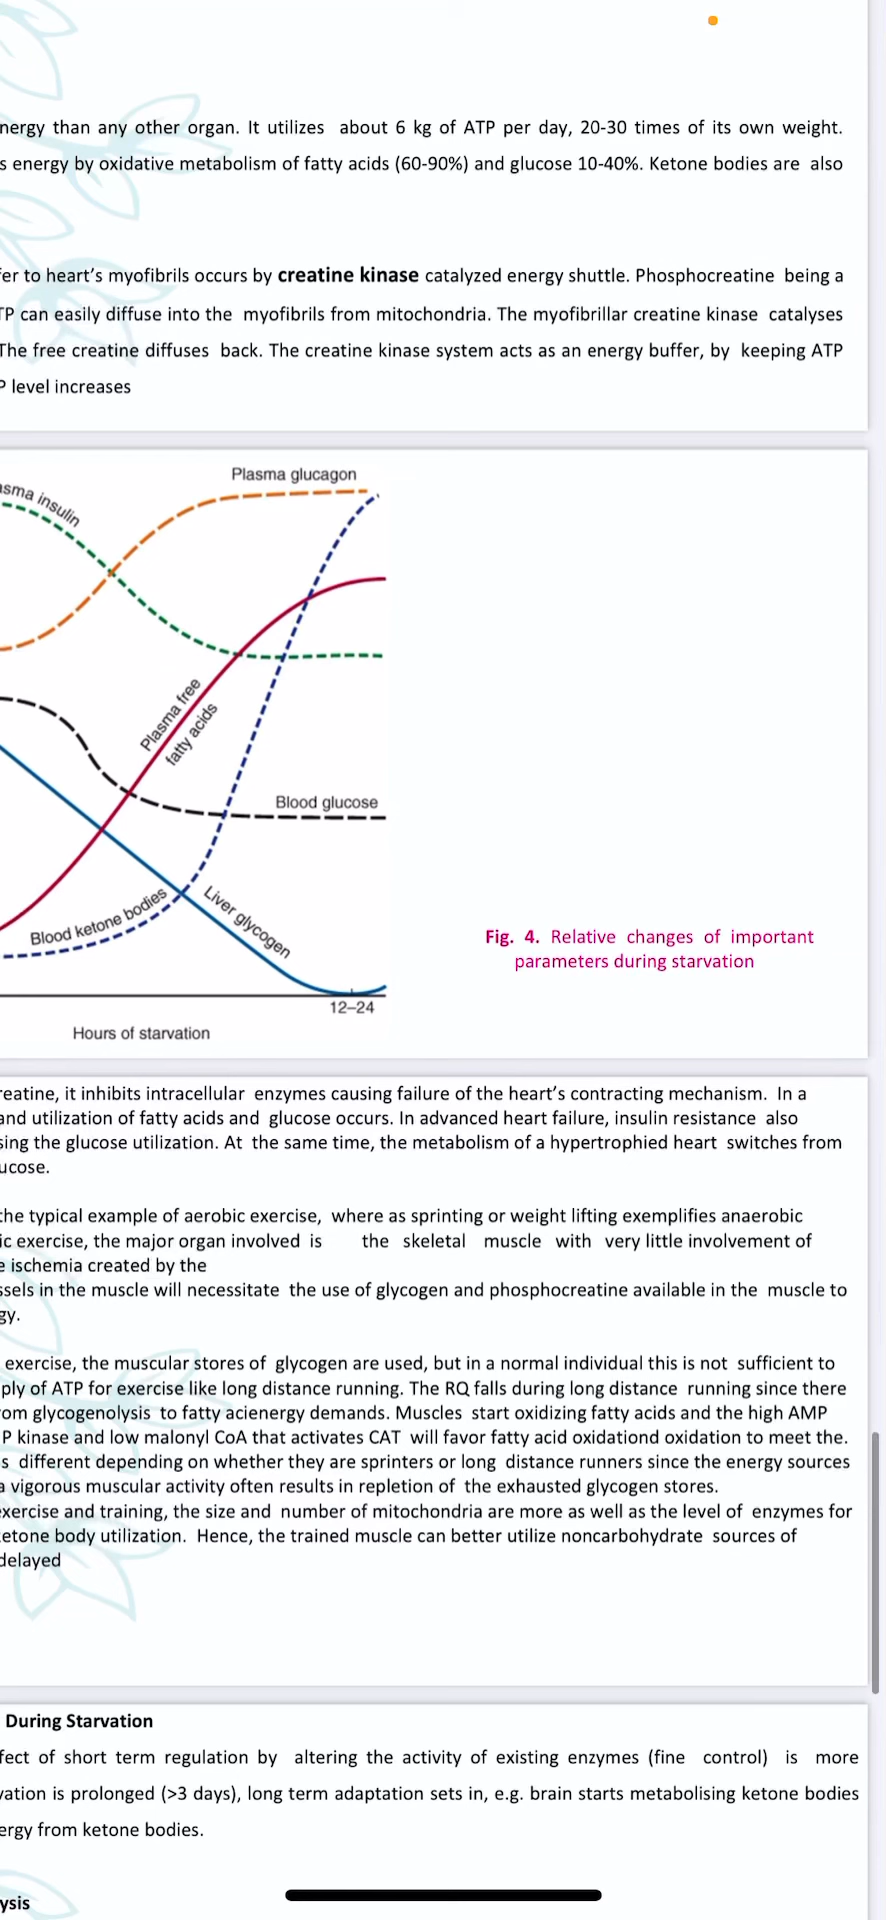 nergy than any other organ. It utilizes about 6 kg of ATP per day, 20-30 times of its own weight.
s energy by oxidative metabolism of fatty acids (60-90%) and glucose 10-40%. Ketone bodies are also
er to heart's myofibrils occurs by creatine kinase catalyzed energy shuttle. Phosphocreatine being a
TP can easily diffuse into the myofibrils from mitochondria. The myofibrillar creatine kinase catalyses
The free creatine diffuses back. The creatine kinase system acts as an energy buffer, by keeping ATP
P level increases
Plasma glucagon
asma insulin
Plasma free
fatty acids
Blood glucose
Blood ketone bodies
Liver glycogen
12–24
Hours of starvation
Fig. 4. Relative changes of important
parameters during starvation
reatine, it inhibits intracellular enzymes causing failure of the heart's contracting mechanism. In a
and utilization of fatty acids and glucose occurs. In advanced heart failure, insulin resistance also
sing the glucose utilization. At the same time, the metabolism of a hypertrophied heart switches from
ucose.
the typical example of aerobic exercise, where as sprinting or weight lifting exemplifies anaerobic
ic exercise, the major organ involved is the skeletal muscle with very little involvement of
e ischemia created by the
ssels in the muscle will necessitate the use of glycogen and phosphocreatine available in the muscle to
gy.
exercise, the muscular stores of glycogen are used, but in a normal individual this is not sufficient to
ply of ATP for exercise like long distance running. The RQ falls during long distance running since there
om glycogenolysis to fatty acienergy demands. Muscles start oxidizing fatty acids and the high AMP
P kinase and low malonyl CoA that activates CAT will favor fatty acid oxidationd oxidation to meet the.
s different depending on whether they are sprinters or long distance runners since the energy sources
a vigorous muscular activity often results in repletion of the exhausted glycogen stores.
exercise and training, the size and number of mitochondria are more as well as the level of enzymes for
etone body utilization. Hence, the trained muscle can better utilize noncarbohydrate sources of
delayed
During Starvation
fect of short term regulation by altering the activity of existing enzymes (fine control) is more
vation is prolonged (>3 days), long term adaptation sets in, e.g. brain starts metabolising ketone bodies
ergy from ketone bodies.
ysis